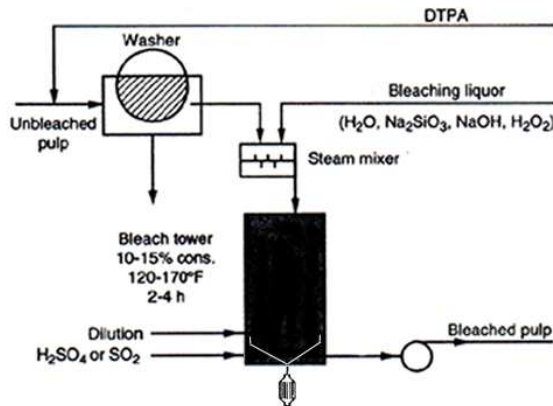 DTPA
Washer
Bleaching liquor
Unbleached
pulp
(H₂O, Na₂SiO₃, NaOH, H₂O₂)
Steam mixer
Bleach tower
10-15% cons.
120-170°F
2-4 h
Dilution
Bleached pulp
H₂SO₄ or SO₂